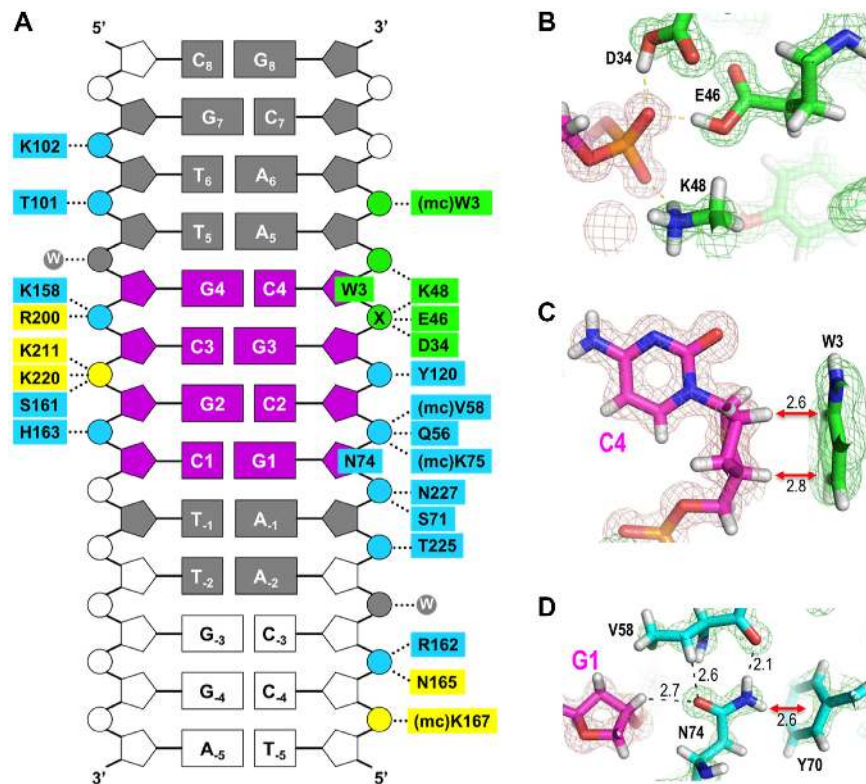 A
5’
3’
C8
G8
G7
C7
K102
T6
A6
T101
(mc)W3
T5
A5
W
K158
G4
C4
W3
K48
R200
X
E46
K211
C3
G3
D34
K220
Y120
S161
G2
C2
(mc)V58
H163
Q56
C1
G1
N74
(mc)K75
N227
T-1
A-1
S71
T225
T-2
A-2
W
G-3
C-3
R162
N165
G-4
C-4
(mc)K167
A-5
T-5
3’
5’
B
D34
E46
K48
C
W3
2.6
C4
2.8
D
V58
G1
2.6
2.1
2.7
N74
2.6
Y70